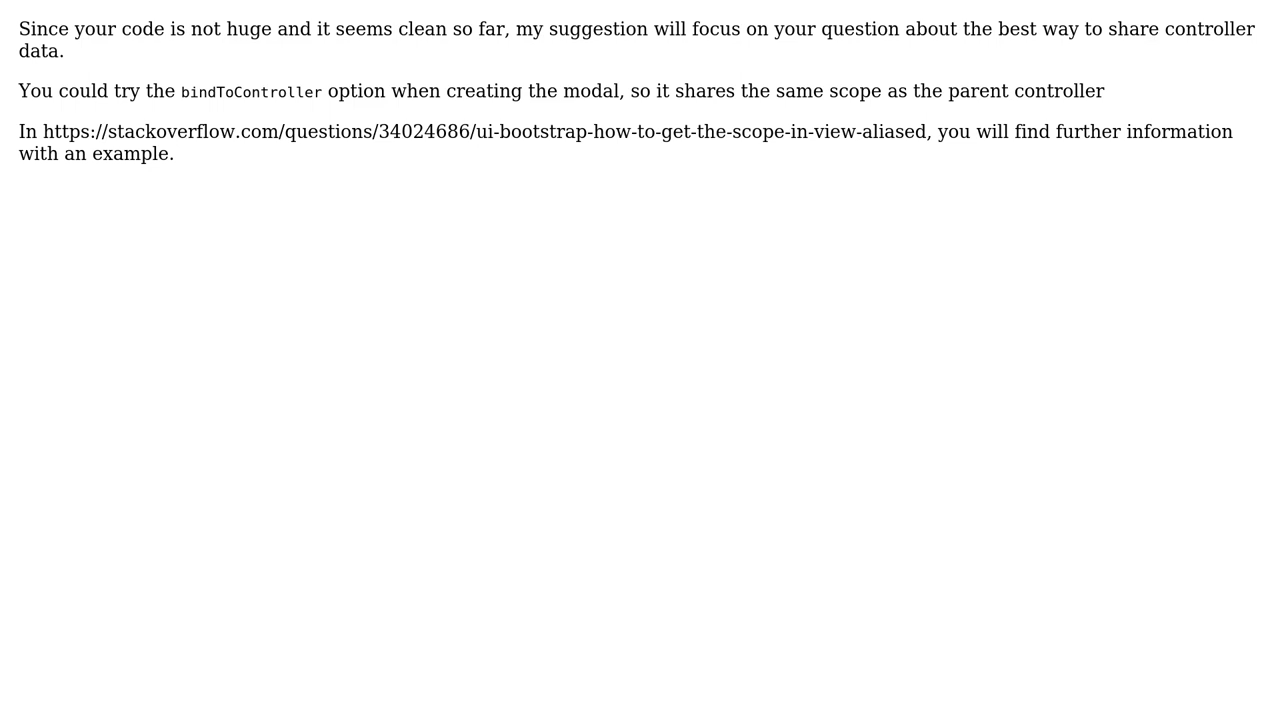 Since your code is not huge and it seems clean so far, my suggestion will focus on your question about the best way to share controller
data.
You could try the bindToController option when creating the modal, so it shares the same scope as the parent controller
In https://stackoverflow.com/questions/34024686/ui-bootstrap-how-to-get-the-scope-in-view-aliased, you will find further information
with an example.